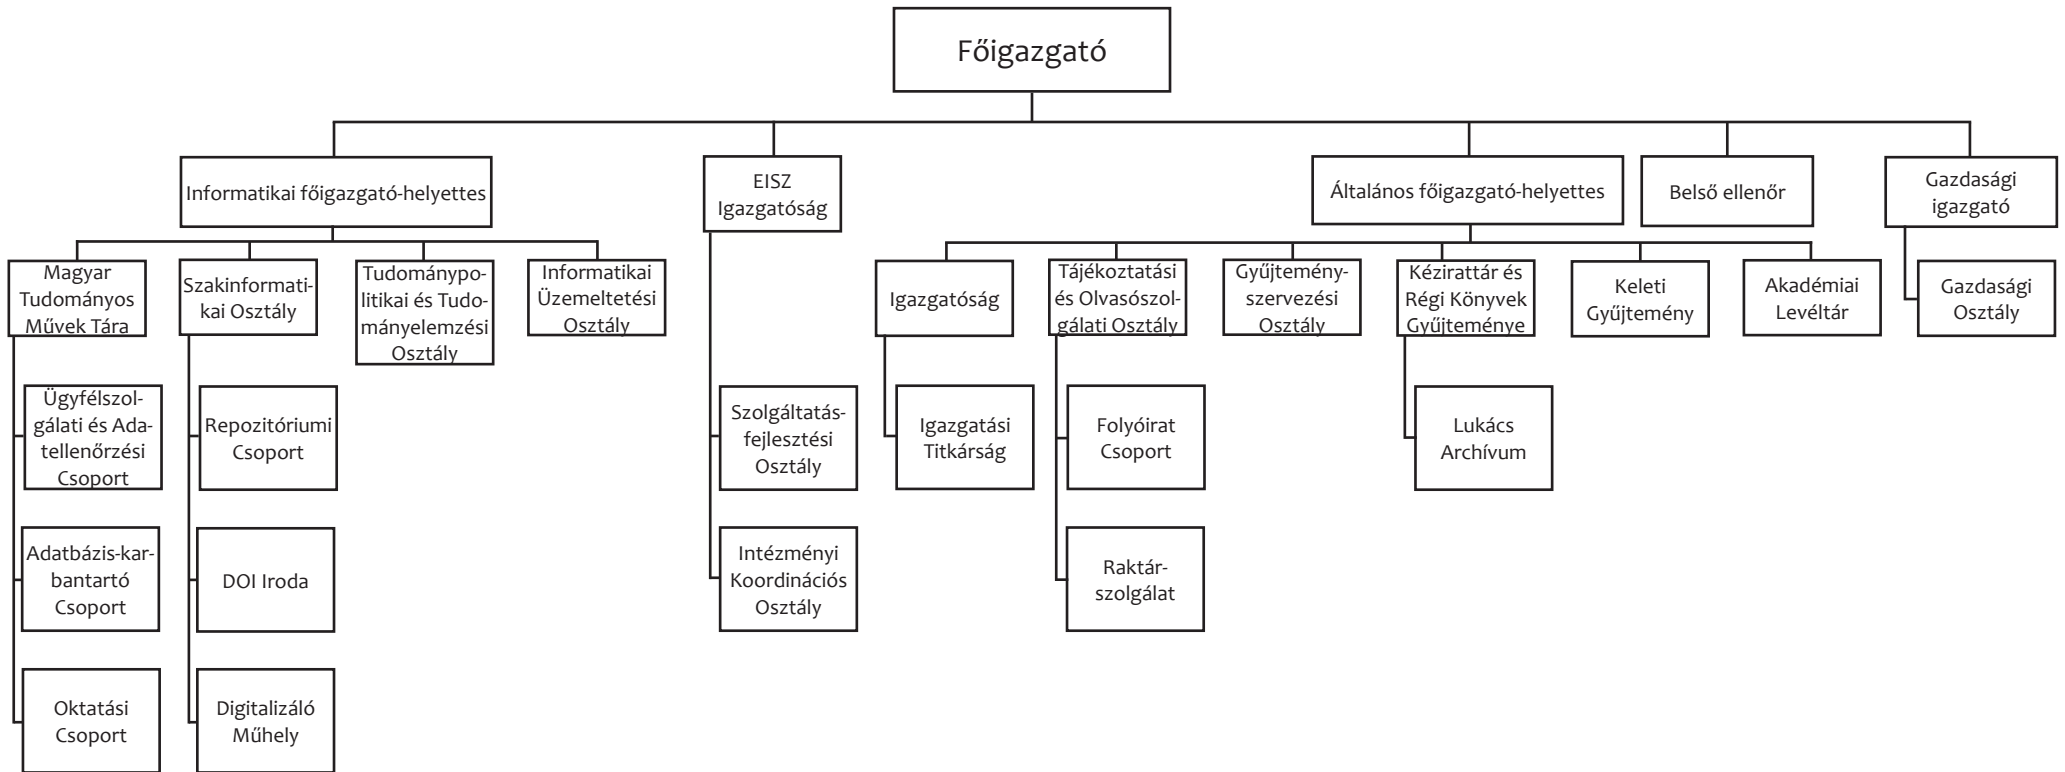 Főigazgató
Informatikai főigazgató-helyettes
EISZ
Igazgatóság
Általános főigazgató-helyettes
Belső ellenőr
Gazdasági
igazgató
Magyar
Tudományos
Művek Tára
Szakinformati-
kai Osztály
Tudománypo-
litikai és Tudo-
mányelemzési
Osztály
Informatikai
Üzemeltetési
Osztály
Igazgatóság
Tájékoztatási
és Olvasószol-
gálati Osztály
Gyűjtemény-
szervezési
Osztály
Kézirattár és
Régi Könyvek
Gyűjteménye
Keleti
Gyűjtemény
Akadémiai
Levéltár
Gazdasági
Osztály
Ügyfélszol-
gálati és Ada-
tellenőrzési
Csoport
Repozitóriumi
Csoport
Szolgáltatás-
fejlesztési
Osztály
Igazgatási
Titkárság
Folyóirat
Csoport
Lukács
Archívum
Adatbázis-kar-
bantartó
Csoport
DOI Iroda
Intézményi
Koordinációs
Osztály
Raktár-
szolgálat
Oktatási
Csoport
Digitalizáló
Műhely